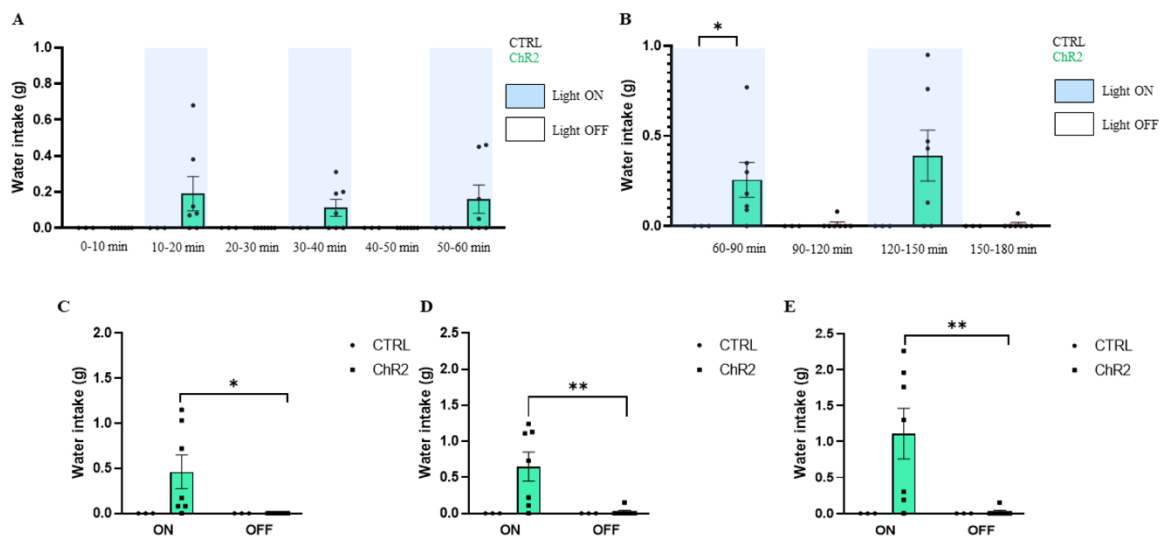 A
Water intake (g)
1.0
0.8
0.6
0.4
0.2
0.0
0-10 min 10-20 min 20-30 min 30-40 min 40-50 min 50-60 min
CTRL
ChR2
Light ON
Light OFF
B
*
Water intake (g)
1.0
0.5
0.0
60-90 min 90-120 min 120-150 min 150-180 min
CTRL
ChR2
Light ON
Light OFF
C
*
Water intake (g)
2.0
1.5
1.0
0.5
0.0
ON OFF
CTRL
ChR2
D
**
Water intake (g)
2.5
2.0
1.5
1.0
0.5
0.0
ON OFF
CTRL
ChR2
E
**
Water intake (g)
2.5
2.0
1.5
1.0
0.5
0.0
ON OFF
CTRL
ChR2